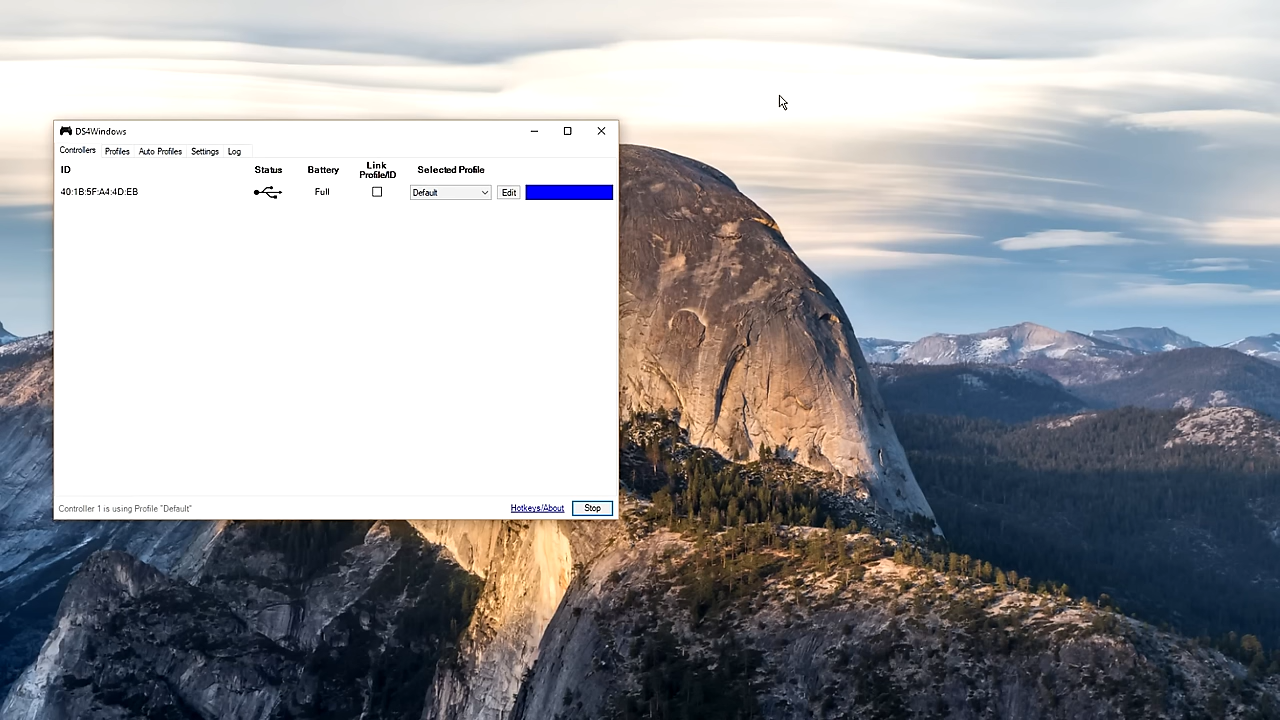 DS4Windows
Controllers Profiles Auto Profiles Settings Log
ID Status Battery Link Profile/ID Selected Profile
40:1B:5F:A4:4D:EB Full Default Edit
Controller 1 is using Profile "Default" Hotkeys/About Stop